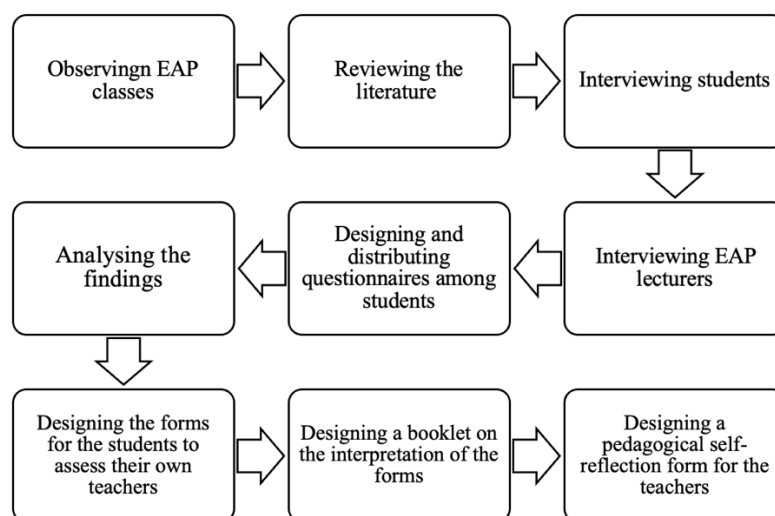 Observingn EAP
classes
Reviewing the
literature
Interviewing students
Interviewing EAP
lecturers
Designing and
distributing
questionnaires among
students
Analysing the
findings
Designing the forms
for the students to
assess their own
teachers
Designing a booklet on
the interpretation of the
forms
Designing a
pedagogical self-
reflection form for the
teachers